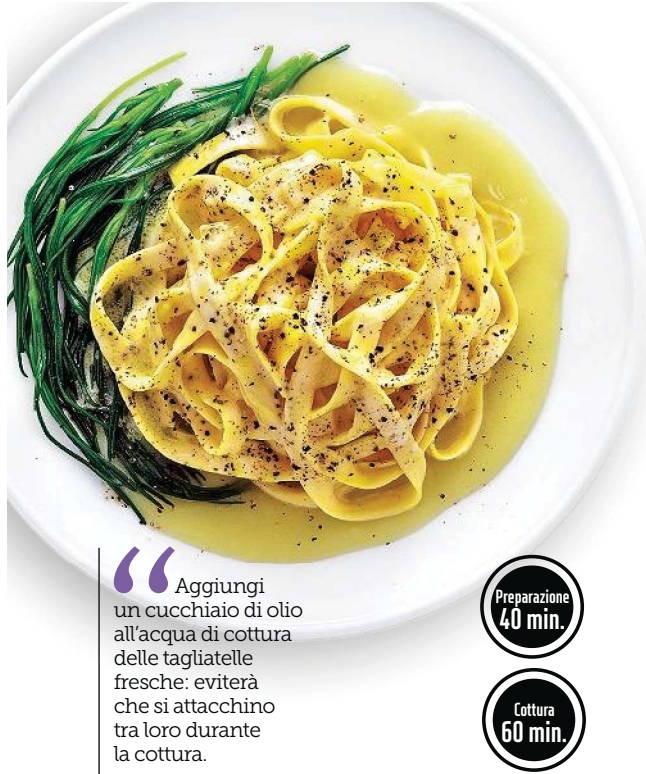 “Aggiungi
un cucchiaio di olio
all’acqua di cottura
delle tagliatelle
fresche: eviterà
che si attacchino
tra loro durante
la cottura.
Preparazione
40 min.
Cottura
60 min.